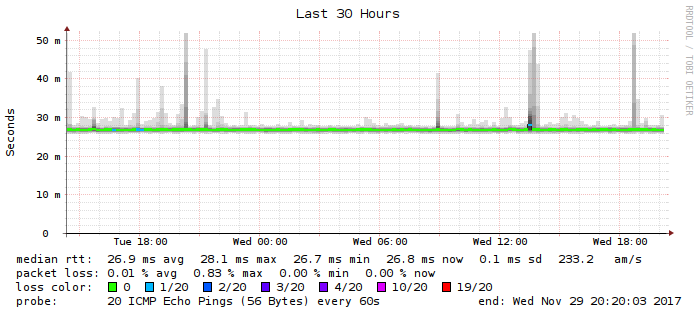 Last 30 Hours
RRDTOOL / TOBI OETIKER
Seconds
50 m
40 m
30 m
20 m
10 m
0
Tue 18:00 Wed 00:00 Wed 06:00 Wed 12:00 Wed 18:00
median rtt: 26.9 ms avg 28.1 ms max 26.7 ms min 26.8 ms now 0.1 ms sd 233.2 am/s
packet loss: 0.01 % avg 0.83 % max 0.00 % min 0.00 % now
loss color: 0 1/20 2/20 3/20 4/20 10/20 19/20
probe: 20 ICMP Echo Pings (56 Bytes) every 60s end: Wed Nov 29 20:20:03 2017